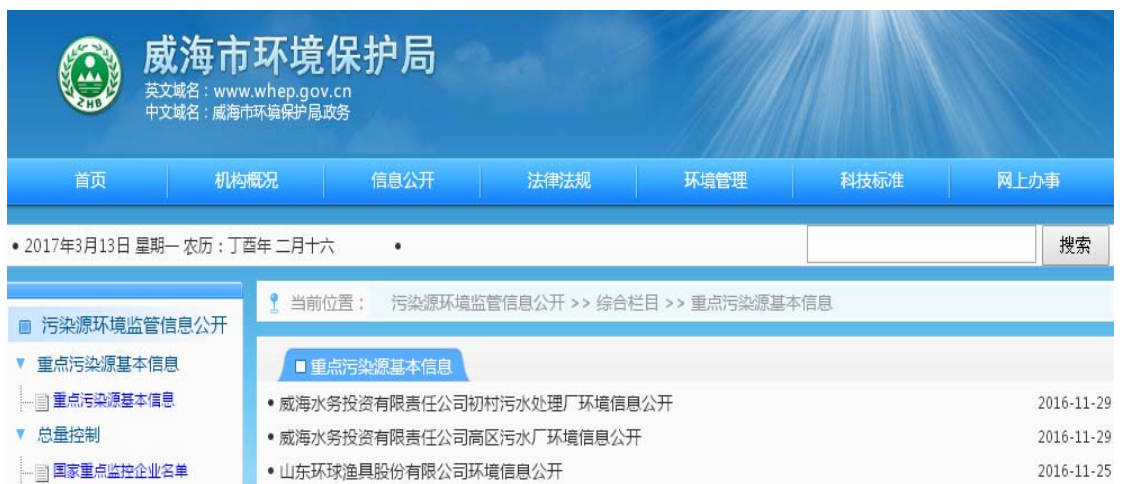 威海市环境保护局
英文域名：www.whep.gov.cn
中文域名：威海市环境保护局政务
ZHB
首页 机构概况 信息公开 法律法规 环境管理 科技标准 网上办事
• 2017年3月13日 星期一 农历：丁酉年 二月十六 •
搜索
当前位置： 污染源环境监管信息公开 >> 综合栏目 >> 重点污染源基本信息
污染源环境监管信息公开
重点污染源基本信息
重点污染源基本信息
总量控制
国家重点监控企业名单
重点污染源基本信息
• 威海水务投资有限责任公司初村污水处理厂环境信息公开 2016-11-29
• 威海水务投资有限责任公司高区污水厂环境信息公开 2016-11-29
• 山东环球渔具股份有限公司环境信息公开 2016-11-25